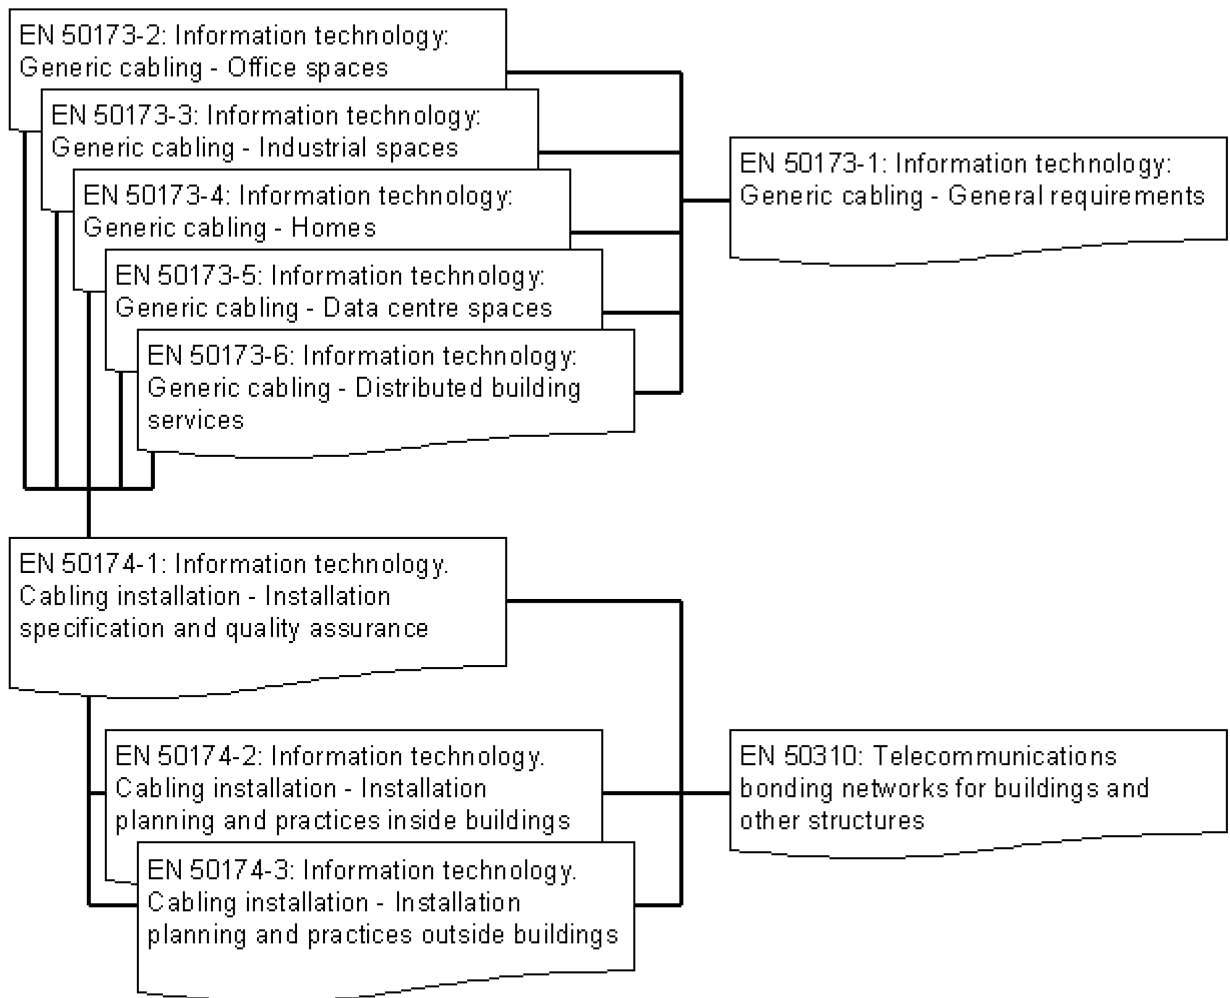 EN 50173-2: Information technology:
Generic cabling - Office spaces
EN 50173-3: Information technology:
Generic cabling - Industrial spaces
EN 50173-4: Information technology:
Generic cabling - Homes
EN 50173-5: Information technology:
Generic cabling - Data centre spaces
EN 50173-6: Information technology:
Generic cabling - Distributed building
services
EN 50173-1: Information technology:
Generic cabling - General requirements
EN 50174-1: Information technology.
Cabling installation - Installation
specification and quality assurance
EN 50174-2: Information technology.
Cabling installation - Installation
planning and practices inside buildings
EN 50174-3: Information technology.
Cabling installation - Installation
planning and practices outside buildings
EN 50310: Telecommunications
bonding networks for buildings and
other structures